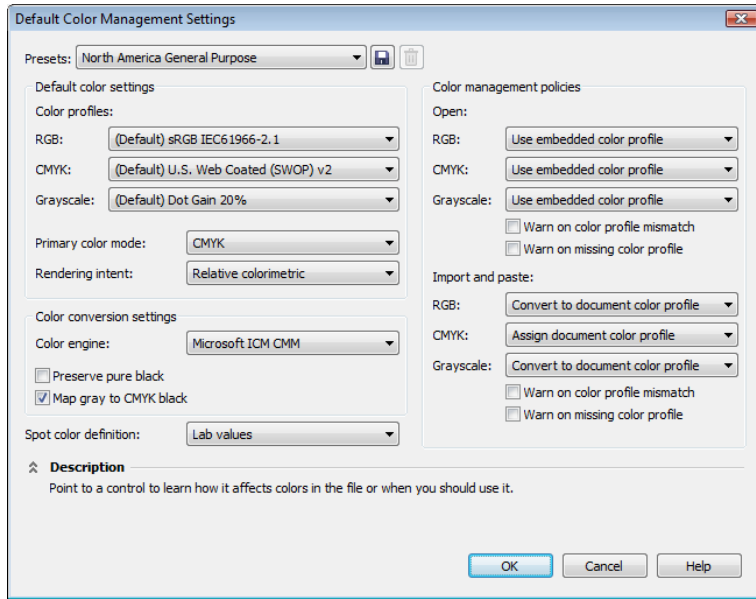 Default Color Management Settings
Presets: North America General Purpose
Default color settings
Color profiles:
RGB: (Default) sRGB IEC61966-2.1
CMYK: (Default) U.S. Web Coated (SWOP) v2
Grayscale: (Default) Dot Gain 20%
Primary color mode: CMYK
Rendering intent: Relative colorimetric
Color conversion settings
Color engine: Microsoft ICM CMM
Preserve pure black
Map gray to CMYK black
Spot color definition: Lab values
Color management policies
Open:
RGB: Use embedded color profile
CMYK: Use embedded color profile
Grayscale: Use embedded color profile
Warn on color profile mismatch
Warn on missing color profile
Import and paste:
RGB: Convert to document color profile
CMYK: Assign document color profile
Grayscale: Convert to document color profile
Warn on color profile mismatch
Warn on missing color profile
Description
Point to a control to learn how it affects colors in the file or when you should use it.
OK Cancel Help